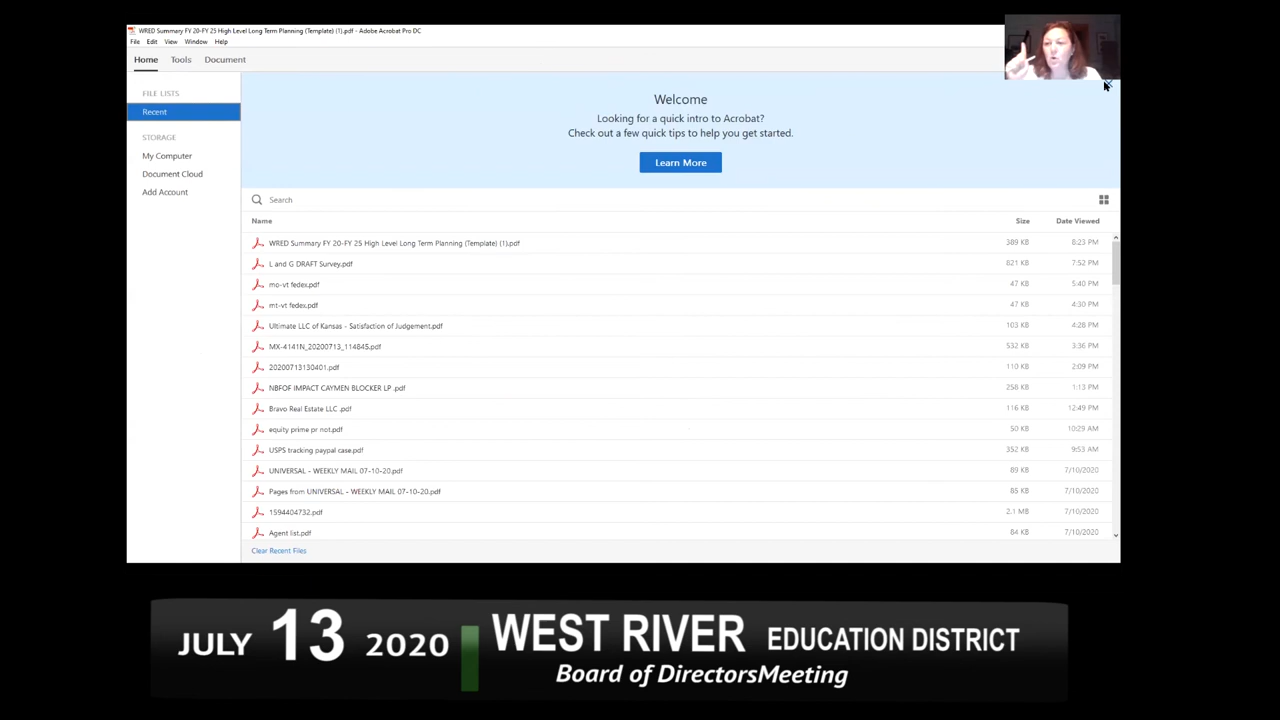 WRED Summary FY 20-FY 25 High Level Long Term Planning (Template) (1).pdf - Adobe Acrobat Pro DC
File Edit View Window Help
Home Tools Document
FILE LISTS
Recent
STORAGE
My Computer
Document Cloud
Add Account
Welcome
Looking for a quick intro to Acrobat?
Check out a few quick tips to help you get started.
Learn More
Search
Name Size Date Viewed
WRED Summary FY 20-FY 25 High Level Long Term Planning (Template) (1).pdf 389 KB 8:23 PM
L and G DRAFT Survey.pdf 821 KB 7:52 PM
mo-vt fedex.pdf 47 KB 5:40 PM
mt-vt fedex.pdf 47 KB 4:30 PM
Ultimate LLC of Kansas - Satisfaction of Judgement.pdf 103 KB 4:28 PM
MX-4141N_20200713_114845.pdf 532 KB 3:36 PM
20200713130401.pdf 110 KB 2:09 PM
NBFOF IMPACT CAYMEN BLOCKER LP .pdf 258 KB 1:13 PM
Bravo Real Estate LLC .pdf 116 KB 12:49 PM
equity prime pr not.pdf 50 KB 10:29 AM
USPS tracking paypal case.pdf 352 KB 9:53 AM
UNIVERSAL - WEEKLY MAIL 07-10-20.pdf 89 KB 7/10/2020
Pages from UNIVERSAL - WEEKLY MAIL 07-10-20.pdf 85 KB 7/10/2020
1594404732.pdf 2.1 MB 7/10/2020
Agent list.pdf 84 KB 7/10/2020
Clear Recent Files
JULY 13 2020 WEST RIVER EDUCATION DISTRICT
Board of DirectorsMeeting